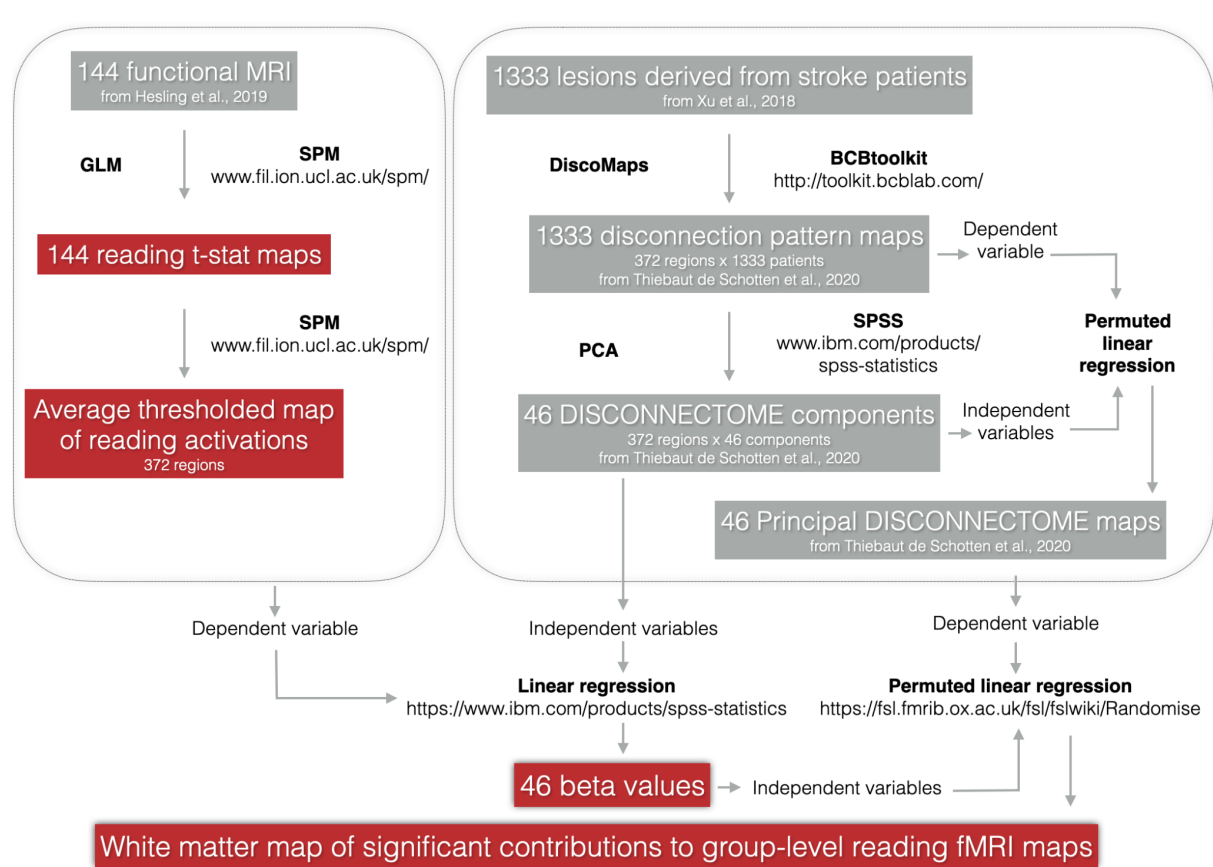 144 functional MRI
from Hesling et al., 2019
GLM
SPM
www.fil.ion.ucl.ac.uk/spm/
144 reading t-stat maps
SPM
www.fil.ion.ucl.ac.uk/spm/
Average thresholded map
of reading activations
372 regions
1333 lesions derived from stroke patients
from Xu et al., 2018
DiscoMaps
BCBtoolkit
http://toolkit.bcblab.com/
1333 disconnection pattern maps
372 regions x 1333 patients
from Thiebaut de Schotten et al., 2020
Dependent
variable
PCA
SPSS
www.ibm.com/products/
spss-statistics
Permuted
linear
regression
46 DISCONNECTOME components
372 regions x 46 components
from Thiebaut de Schotten et al., 2020
Independent
variables
46 Principal DISCONNECTOME maps
from Thiebaut de Schotten et al., 2020
Dependent variable
Independent variables
Dependent variable
Linear regression
https://www.ibm.com/products/spss-statistics
Permuted linear regression
https://fsl.fmrib.ox.ac.uk/fsl/fslwiki/Randomise
46 beta values
Independent variables
White matter map of significant contributions to group-level reading fMRI maps